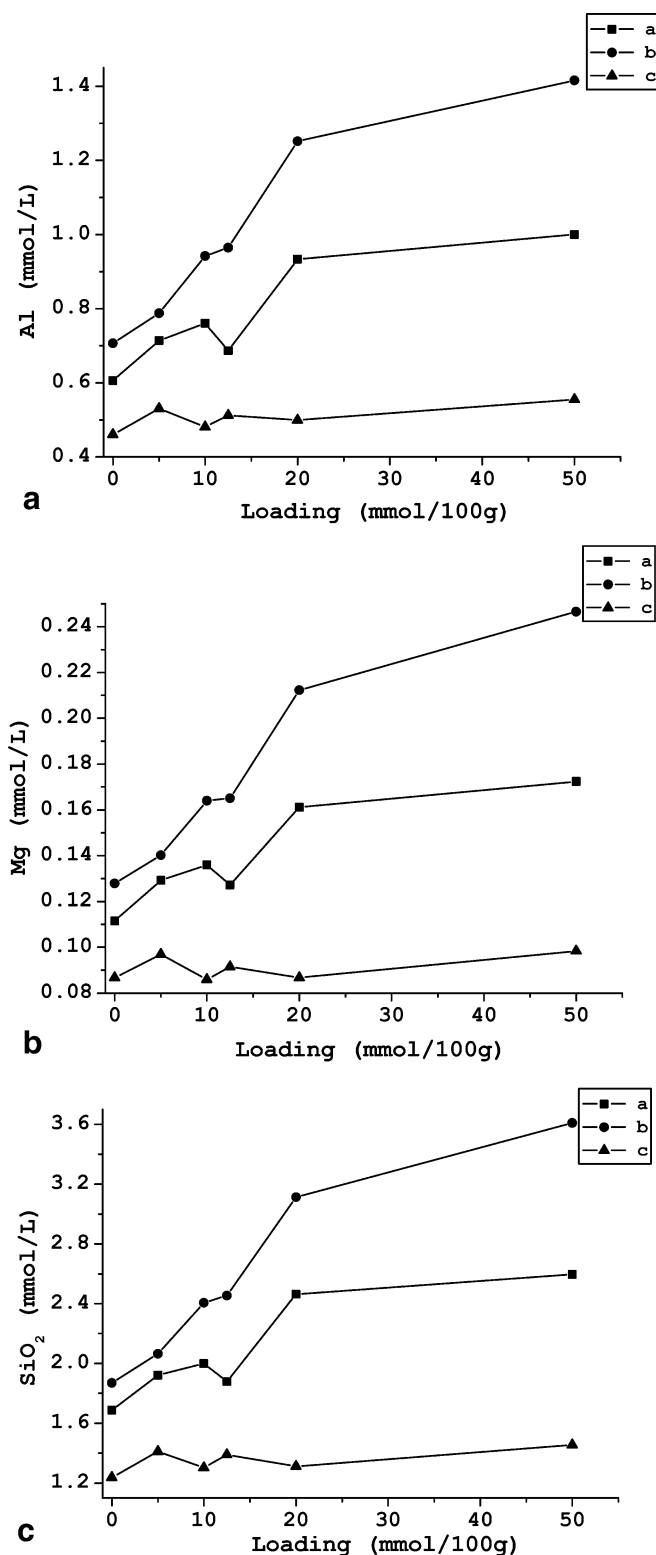 a
b
c
1.4
1.2
1.0
0.8
0.6
0.4
Al (mmol/L)
0 10 20 30 40 50
a Loading (mmol/100g)
a
b
c
0.24
0.22
0.20
0.18
0.16
0.14
0.12
0.10
0.08
Mg (mmol/L)
0 10 20 30 40 50
b Loading (mmol/100g)
a
b
c
3.6
3.2
2.8
2.4
2.0
1.6
1.2
SiO₂ (mmol/L)
0 10 20 30 40 50
c Loading (mmol/100g)